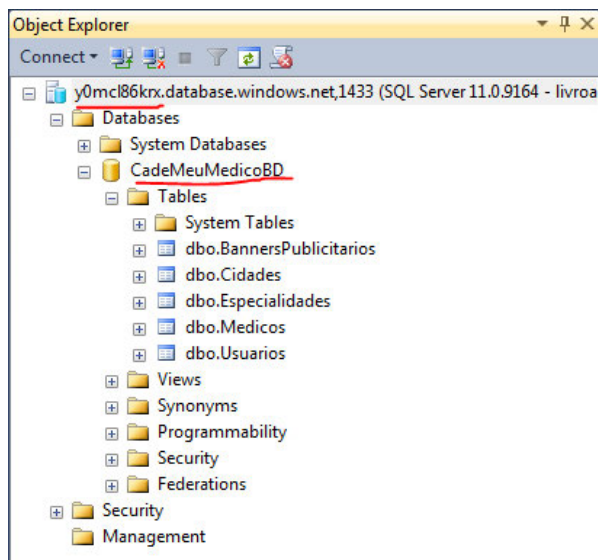 Object Explorer
Connect
y0mcl86krx.database.windows.net,1433 (SQL Server 11.0.9164 - livroa
Databases
System Databases
CadeMeuMedicoBD
Tables
System Tables
dbo.BannersPublicitarios
dbo.Cidades
dbo.Especialidades
dbo.Medicos
dbo.Usuarios
Views
Synonyms
Programmability
Security
Federations
Security
Management